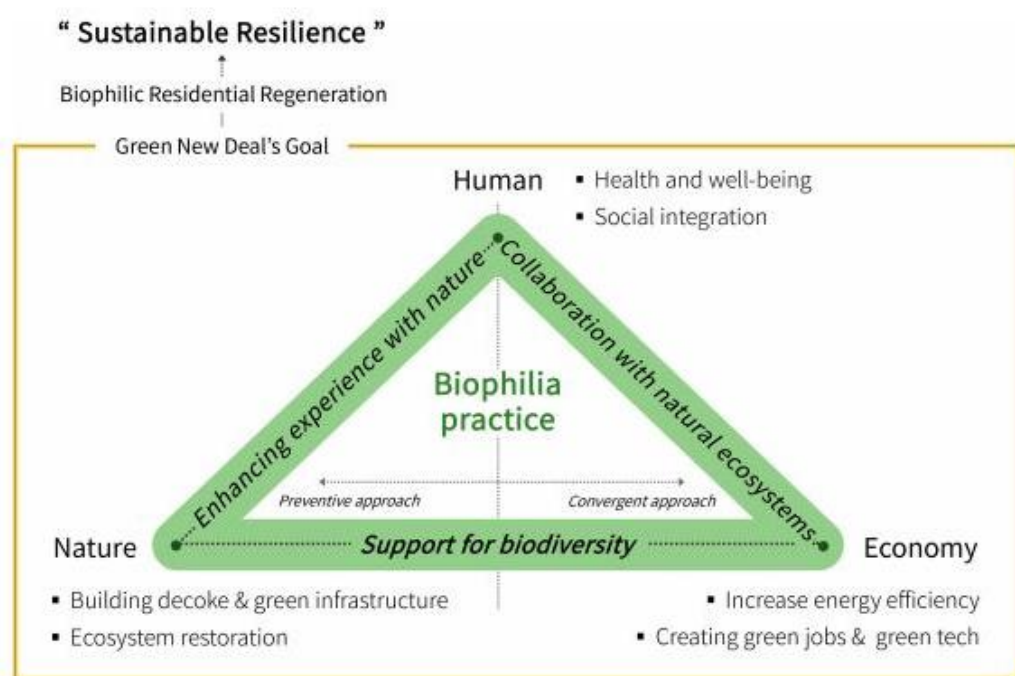 “ Sustainable Resilience ”
Biophilic Residential Regeneration
Green New Deal’s Goal
Human
▪ Health and well-being
▪ Social integration
Enhancing experience with nature
Collaboration with natural ecosystems
Biophilia
practice
Preventive approach
Convergent approach
Nature
Support for biodiversity
Economy
▪ Building decoke & green infrastructure
▪ Ecosystem restoration
▪ Increase energy efficiency
▪ Creating green jobs & green tech